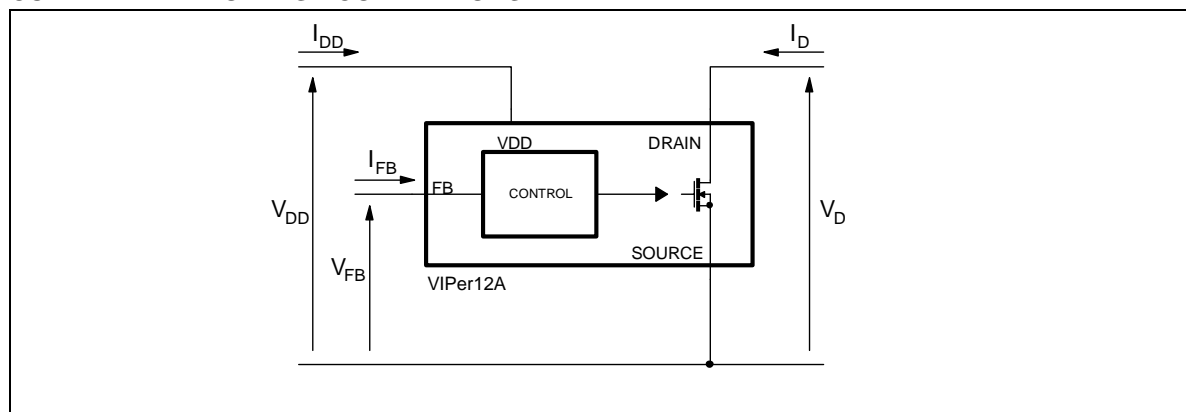 I_DD
I_D
VDD
DRAIN
I_FB
FB
CONTROL
V_DD
V_D
V_FB
SOURCE
VIPer12A